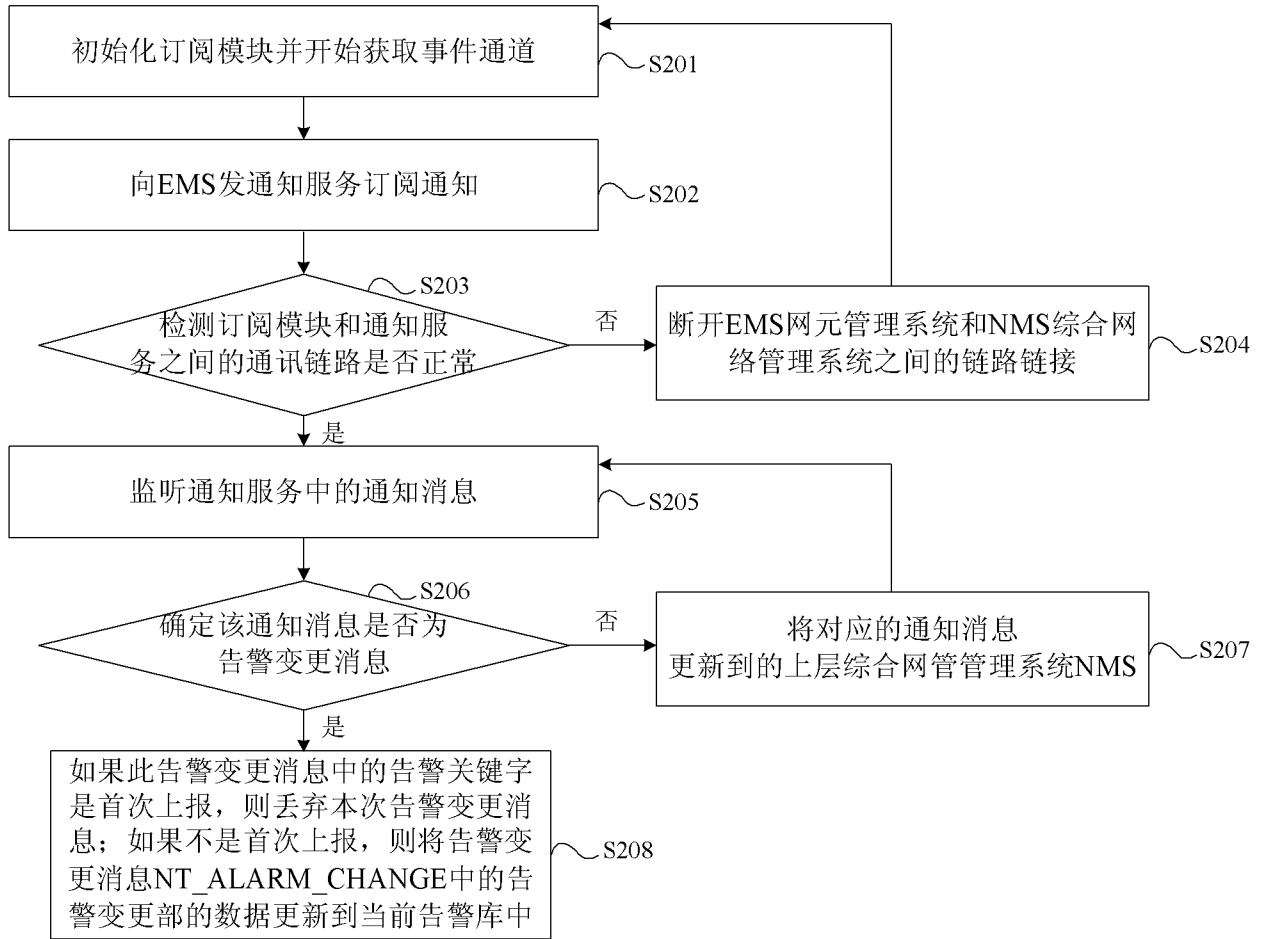 初始化订阅模块并开始获取事件通道
S201
向EMS发通知服务订阅通知
S202
S203
检测订阅模块和通知服
务之间的通讯链路是否正常
否
断开EMS网元管理系统和NMS综合网
络管理系统之间的链路链接
S204
是
监听通知服务中的通知消息
S205
S206
确定该通知消息是否为
告警变更消息
否
将对应的通知消息
更新到的上层综合网管管理系统NMS
S207
是
如果此告警变更消息中的告警关键字
是首次上报，则丢弃本次告警变更消
息；如果不是首次上报，则将告警变
更消息NT_ALARM_CHANGE中的告
警变更部的数据更新到当前告警库中
S208